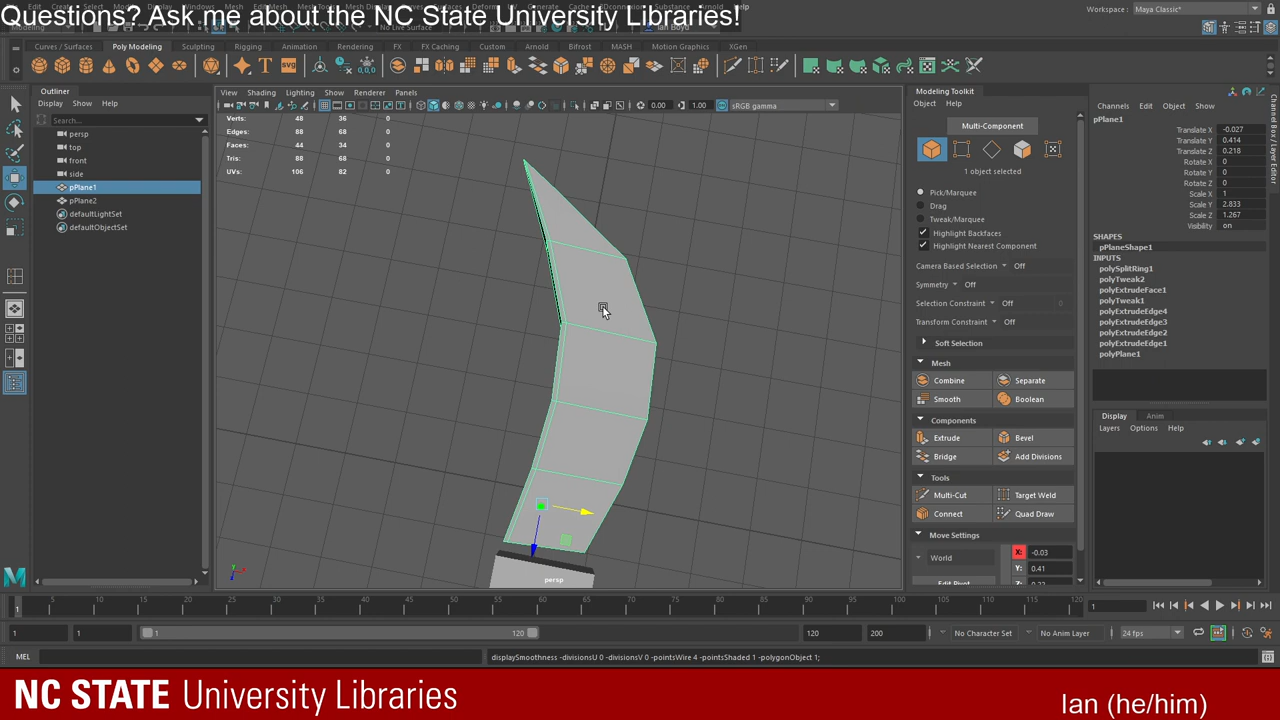 Questions? Ask me about the NC State University Libraries!
Workspace : Maya Classic*
Curves / Surfaces Poly Modeling Sculpting Rigging Animation Rendering FX FX Caching Custom Arnold Bifrost MASH Motion Graphics XGen
Outliner
Display Show Help
Search...
persp
top
front
side
pPlane1
pPlane2
defaultLightSet
defaultObjectSet
View Shading Lighting Show Renderer Panels
0.00 1.00 sRGB gamma
Verts: 48 36 0
Edges: 88 68 0
Faces: 44 34 0
Tris: 88 68 0
UVs: 106 82 0
persp
Modeling Toolkit
Object Help
Multi-Component
1 object selected
Pick/Marquee
Drag
Tweak/Marquee
Highlight Backfaces
Highlight Nearest Component
Camera Based Selection Off
Symmetry Off
Selection Constraint Off 0
Transform Constraint Off
Soft Selection
Mesh
Combine Separate
Smooth Boolean
Components
Extrude Bevel
Bridge Add Divisions
Tools
Multi-Cut Target Weld
Connect Quad Draw
Move Settings
World X: -0.03
Y: 0.41
Edit Pivot
Channels Edit Object Show
pPlane1
Translate X -0.027
Translate Y 0.414
Translate Z 0.218
Rotate X 0
Rotate Y 0
Rotate Z 0
Scale X 1
Scale Y 2.833
Scale Z 1.267
Visibility on
SHAPES
pPlaneShape1
INPUTS
polySplitRing1
polyTweak2
polyExtrudeFace1
polyTweak1
polyExtrudeEdge4
polyExtrudeEdge3
polyExtrudeEdge2
polyExtrudeEdge1
polyPlane1
Display Anim
Layers Options Help
Channel Box / Layer Editor
5 10 15 20 25 30 35 40 45 50 55 60 65 70 75 80 85 90 95 100 105 110 115 120
1 1
1 1 1 120 120 200 No Character Set No Anim Layer 24 fps
MEL displaySmoothness -divisionsU 0 -divisionsV 0 -pointsWire 4 -pointsShaded 1 -polygonObject 1;
NC STATE University Libraries
Ian (he/him)